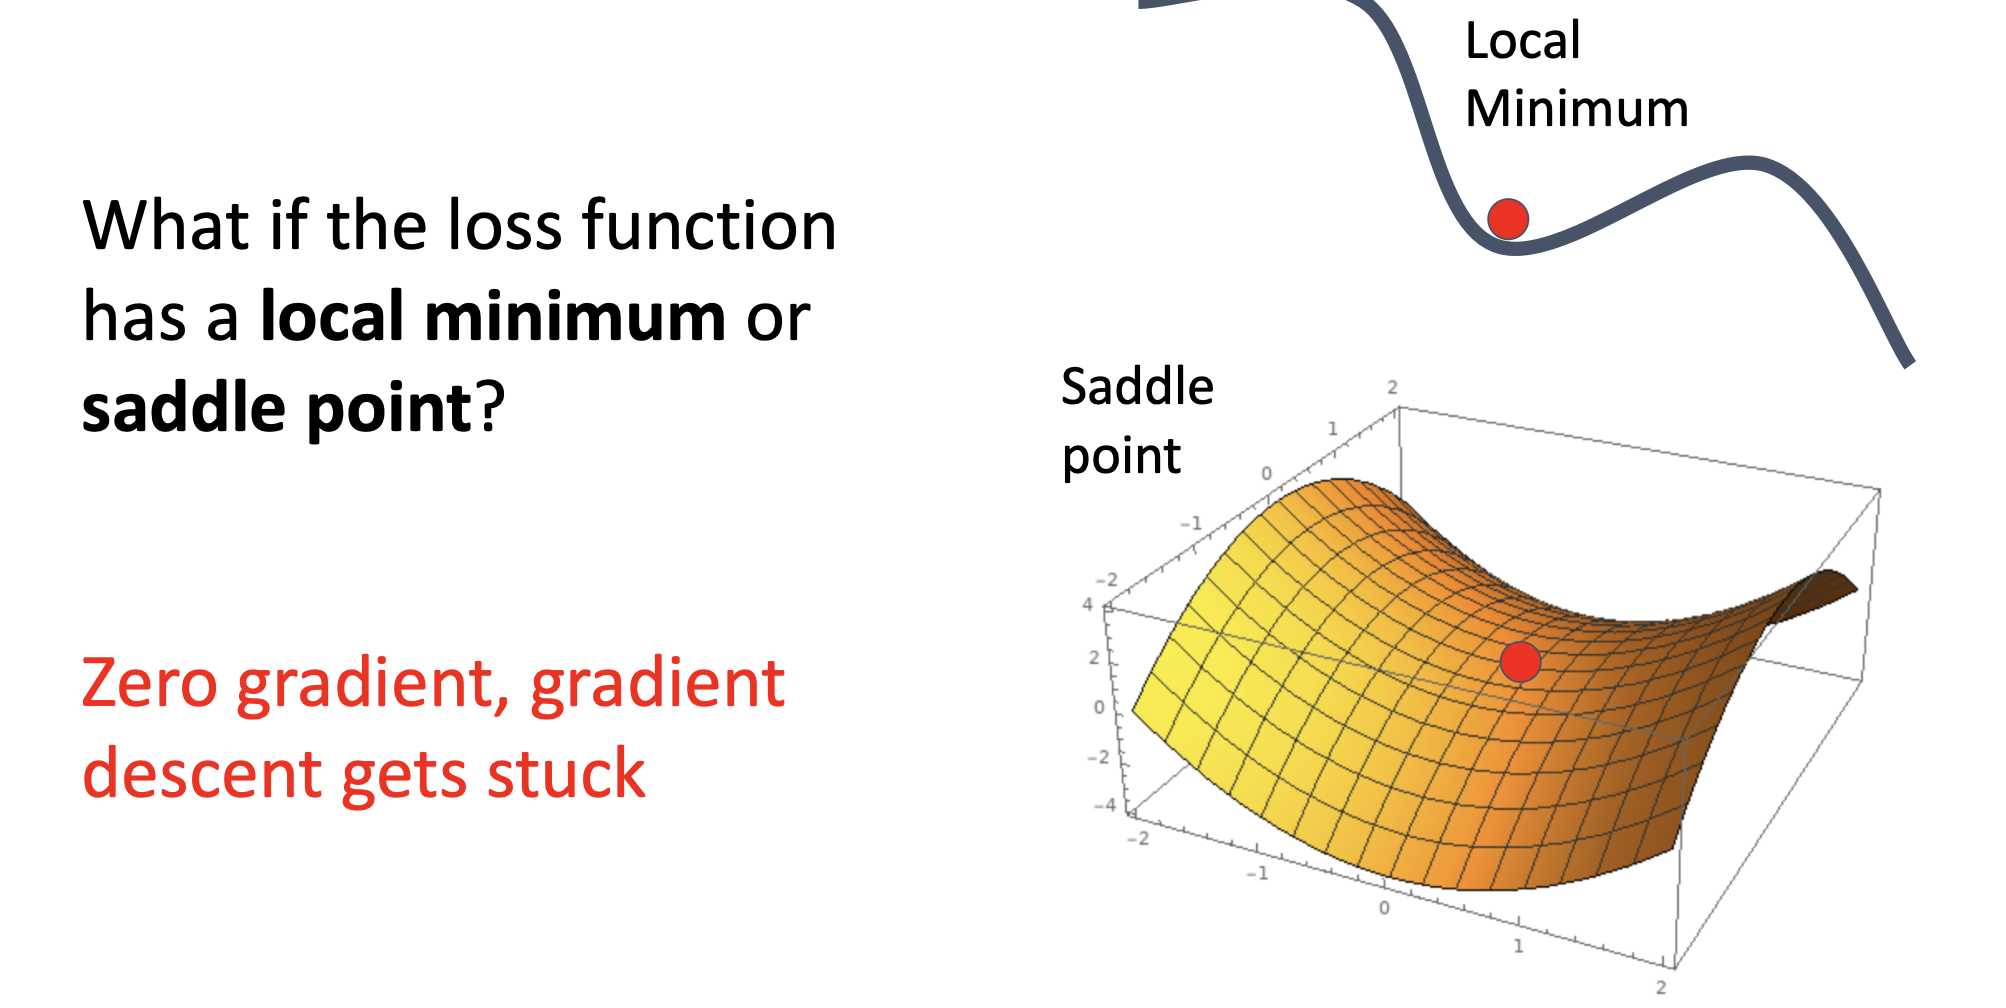 What if the loss function
has a local minimum or
saddle point?
Zero gradient, gradient
descent gets stuck
Local
Minimum
Saddle
point
2
1
0
−1
−2
4
2
0
−2
−4
−2
−1
0
1
2